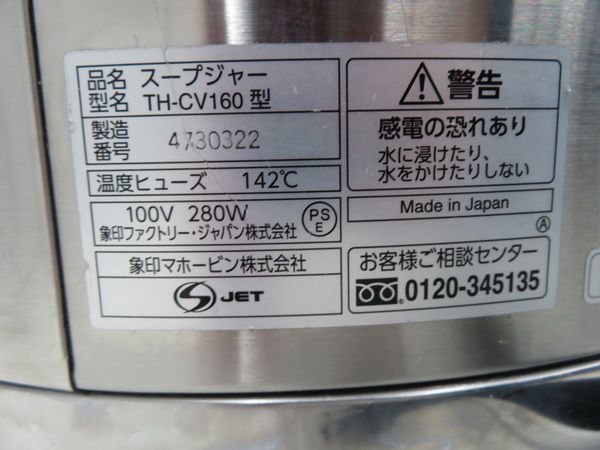 品名 スープジャー
型名 TH-CV160 型
製造番号 4730322
温度ヒューズ 142℃
100V 280W
象印ファクトリー・ジャパン株式会社
PS
E
象印マホービン株式会社
S JET
警告
感電の恐れあり
水に浸けたり、
水をかけたりしない
Made in Japan
A
お客様ご相談センター
0120-345135